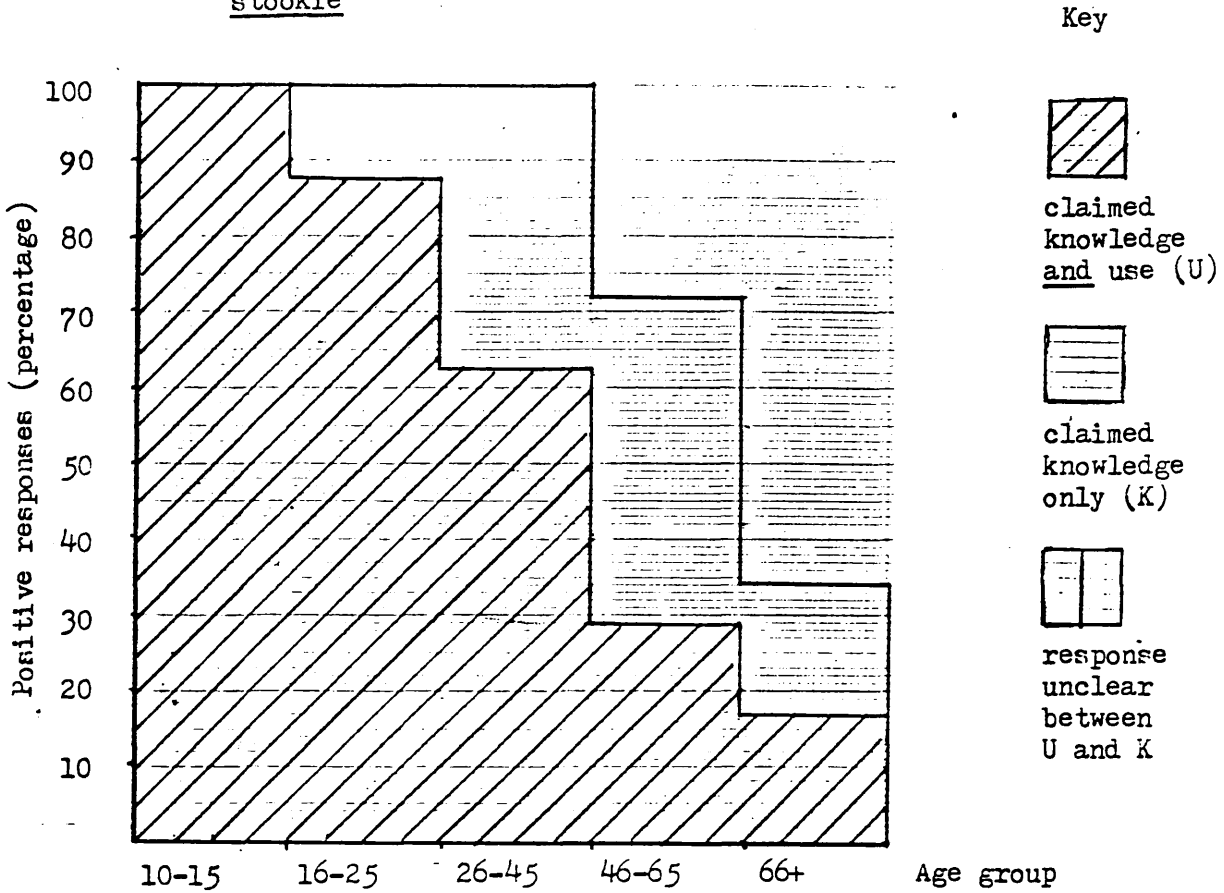 stookie
Key
100
90
80
70
60
50
40
30
20
10
Positive responses (percentage)
10-15 16-25 26-45 46-65 66+ Age group
claimed
knowledge
and use (U)
claimed
knowledge
only (K)
response
unclear
between
U and K